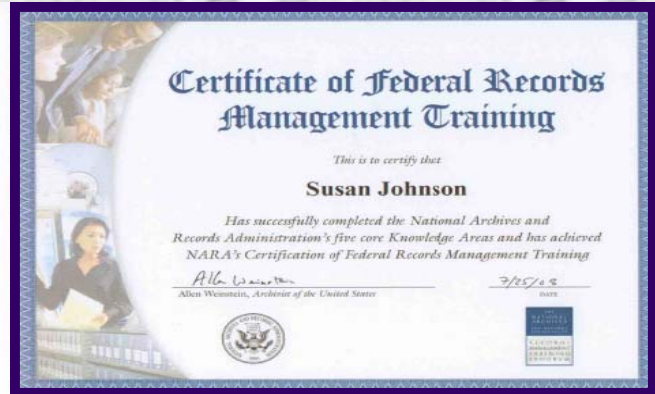 Certificate of Federal Records
Management Training
This is to certify that
Susan Johnson
Has successfully completed the National Archives and
Records Administration's five core Knowledge Areas and has achieved
NARA's Certification of Federal Records Management Training
Allen Weinstein
7/25/08
Allen Weinstein, Archivist of the United States
DATE